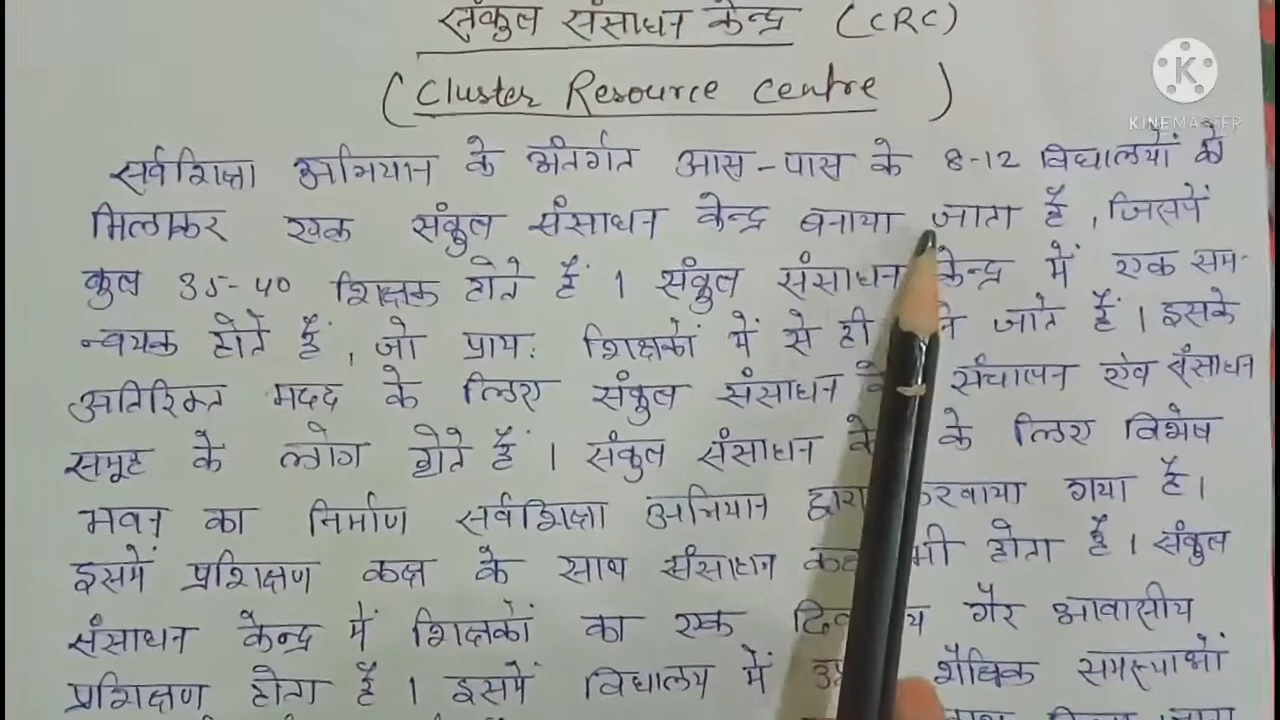 संकुल संसाधन केन्द्र (CRC)
(Cluster Resource Centre)
K
KINEMASTER
सर्वशिक्षा अभियान के अंतर्गत आस-पास के 8-12 विद्यालयों को
मिलाकर एक संकुल संसाधन केन्द्र बनाया जाता है, जिसमें
कुल 35-40 शिक्षक होते हैं। संकुल संसाधन केन्द्र में एक सम-
न्वयक होते हैं, जो प्रायः शिक्षकों में से ही जाते हैं। इसके
अतिरिक्त मदद के लिए संकुल संसाधन संचालन एंव संसाधन
समूह के लोग होते हैं। संकुल संसाधन के लिए विशेष
भवन का निर्माण सर्वशिक्षा अभियान द्वारा करवाया गया है।
इसमें प्रशिक्षण कक्ष के साथ संसाधन भी होता है। संकुल
संसाधन केन्द्र में शिक्षकों का एक गैर आवासीय
प्रशिक्षण होता है। इसमें विद्यालय में शैक्षिक समस्याओं